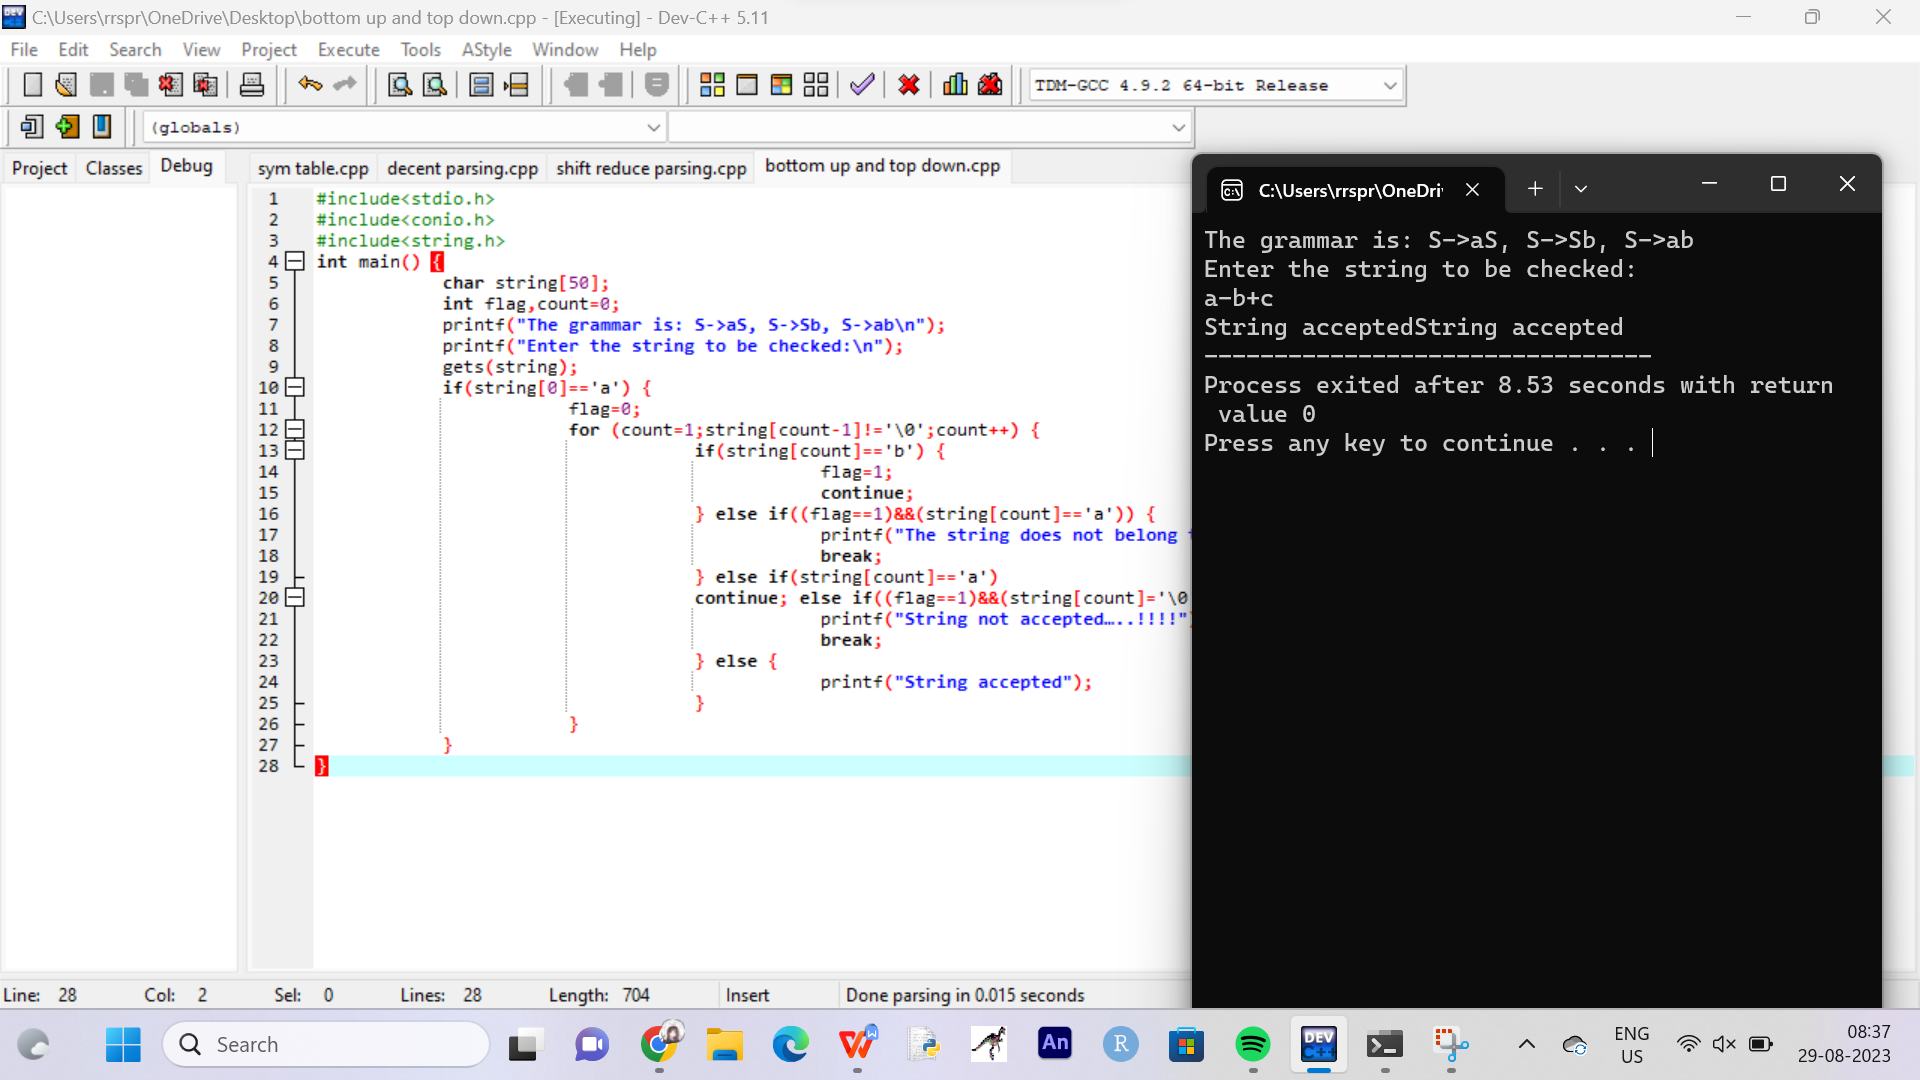 C:\Users\rrspr\OneDrive\Desktop\bottom up and top down.cpp - [Executing] - Dev-C++ 5.11
File Edit Search View Project Execute Tools AStyle Window Help
TDM-GCC 4.9.2 64-bit Release
(globals)
Project Classes Debug
sym table.cpp decent parsing.cpp shift reduce parsing.cpp bottom up and top down.cpp
1 #include<stdio.h>
2 #include<conio.h>
3 #include<string.h>
4 int main() {
5 char string[50];
6 int flag,count=0;
7 printf("The grammar is: S->aS, S->Sb, S->ab\n");
8 printf("Enter the string to be checked:\n");
9 gets(string);
10 if(string[0]=='a') {
11 flag=0;
12 for (count=1;string[count-1]!='\0';count++) {
13 if(string[count]=='b') {
14 flag=1;
15 continue;
16 } else if((flag==1)&&(string[count]=='a')) {
17 printf("The string does not belong
18 break;
19 } else if(string[count]=='a')
20 continue; else if((flag==1)&&(string[count]='\0
21 printf("String not accepted…..!!!!"
22 break;
23 } else {
24 printf("String accepted");
25 }
26 }
27 }
28 }
C:\Users\rrspr\OneDri
The grammar is: S->aS, S->Sb, S->ab
Enter the string to be checked:
a-b+c
String acceptedString accepted
--------------------------------
Process exited after 8.53 seconds with return
value 0
Press any key to continue . . .
Line: 28 Col: 2 Sel: 0 Lines: 28 Length: 704 Insert Done parsing in 0.015 seconds
Search
An
R
DEV
C++
ENG
US
08:37
29-08-2023